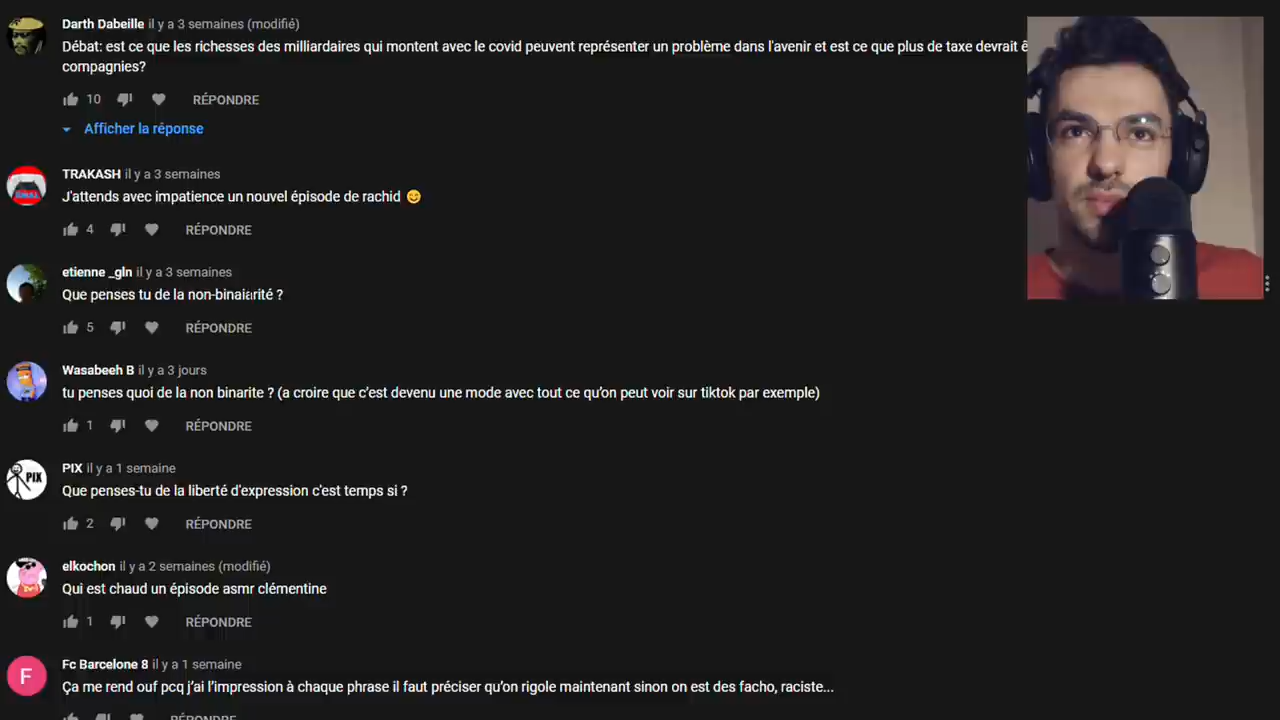 Darth Dabeille il y a 3 semaines (modifié)
Débat: est ce que les richesses des milliardaires qui montent avec le covid peuvent représenter un problème dans l'avenir et est ce que plus de taxe devrait
compagnies?
10 RÉPONDRE
Afficher la réponse
TRAKASH il y a 3 semaines
J'attends avec impatience un nouvel épisode de rachid 😊
4 RÉPONDRE
etienne _gln il y a 3 semaines
Que penses tu de la non-binaiarité ?
5 RÉPONDRE
Wasabeeh B il y a 3 jours
tu penses quoi de la non binarite ? (a croire que c'est devenu une mode avec tout ce qu'on peut voir sur tiktok par exemple)
1 RÉPONDRE
PIX
PIX il y a 1 semaine
Que penses-tu de la liberté d'expression c'est temps si ?
2 RÉPONDRE
elkochon il y a 2 semaines (modifié)
Qui est chaud un épisode asmr clémentine
1 RÉPONDRE
F
Fc Barcelone 8 il y a 1 semaine
Ça me rend ouf pcq j'ai l'impression à chaque phrase il faut préciser qu'on rigole maintenant sinon on est des facho, raciste...
RÉPONDRE